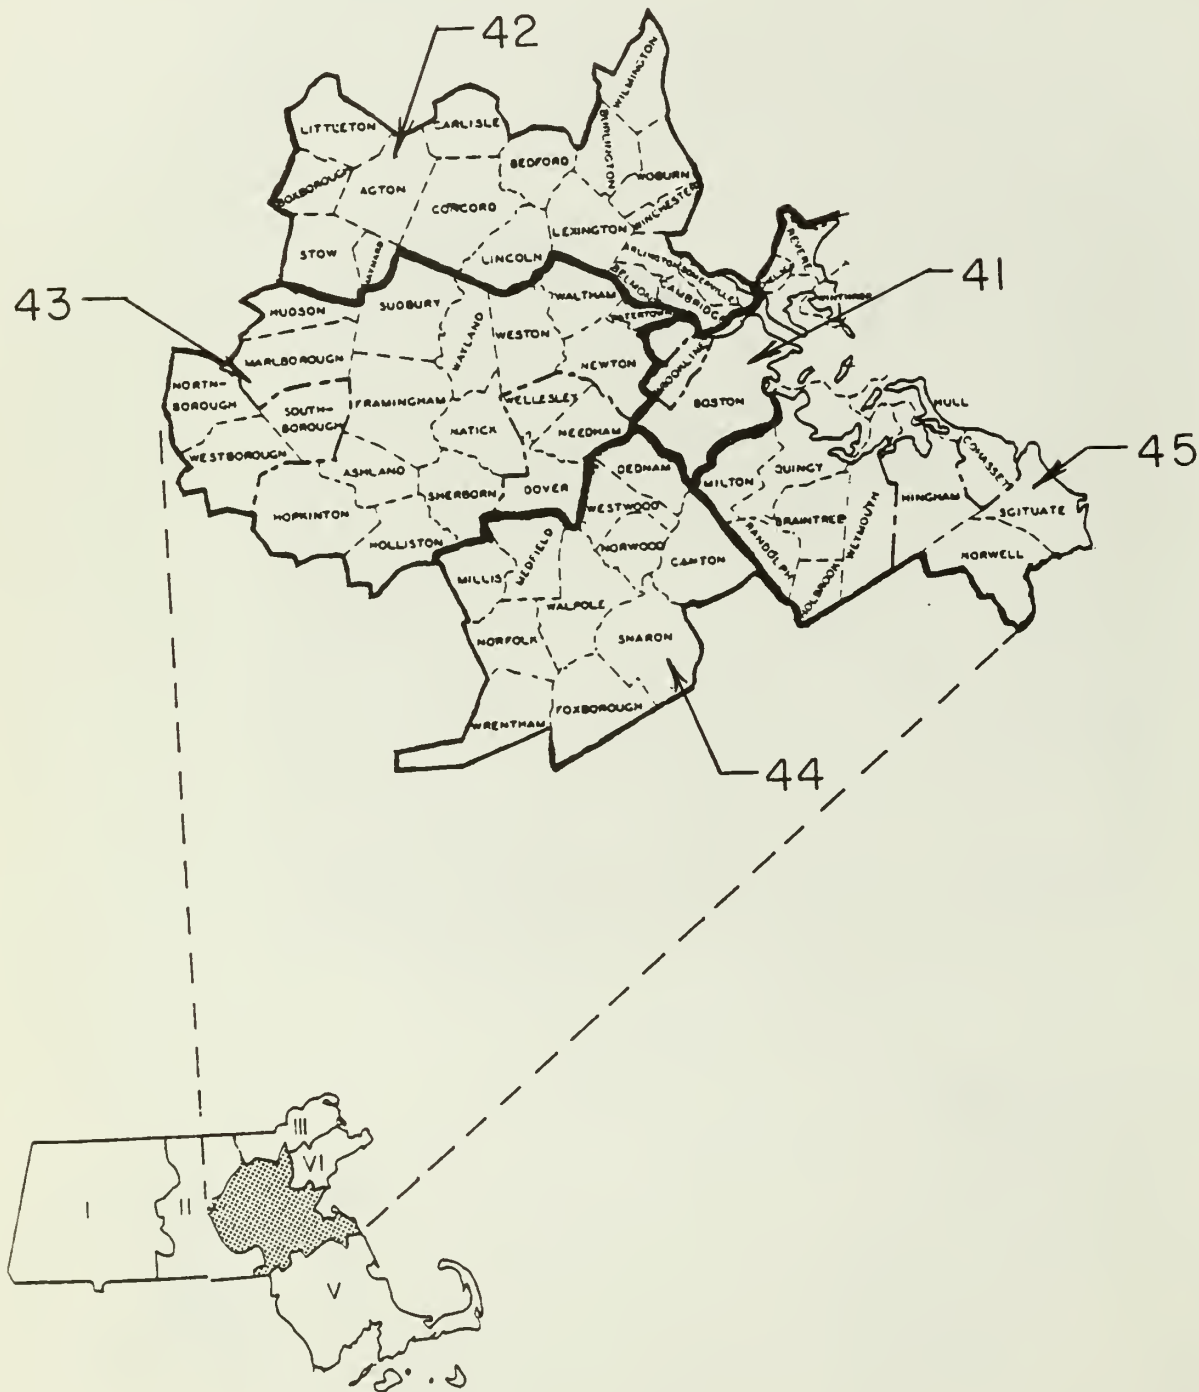 42
WILMINGTON
LITTLETON
CARLISLE
BURLINGTON
BEDFORD
WOBURN
BOXBOROUGH
ACTON
WINCHESTER
CONCORD
LEXINGTON
REVERE
STOW
MAYNARD
LINCOLN
ARLINGTON
SOMERVILLE
BELMONT
41
43
HUDSON
SUDBURY
WALTHAM
CAMBRIDGE
WINTHROP
WATERTOWN
WAYLAND
WESTON
MARLBOROUGH
NEWTON
BROOKLINE
NORTH-
BOROUGH
SOUTH-
BOROUGH
FRAMINGHAM
WELLESLEY
BOSTON
HULL
NATICK
NEEDHAM
WESTBOROUGH
COHASSET
45
ASHLAND
DEDHAM
QUINCY
SHERBORN
DOVER
MILTON
HINGHAM
HOPKINTON
WESTWOOD
SCITUATE
BRAINTREE
WEYMOUTH
HOLLISTON
MEDFIELD
NORWOOD
RANDOLPH
NORWELL
CANTON
MILLIS
HOLBROOK
WALPOLE
NORFOLK
SHARON
WRENTHAM
FOXBOROUGH
44
III
VI
I
II
V